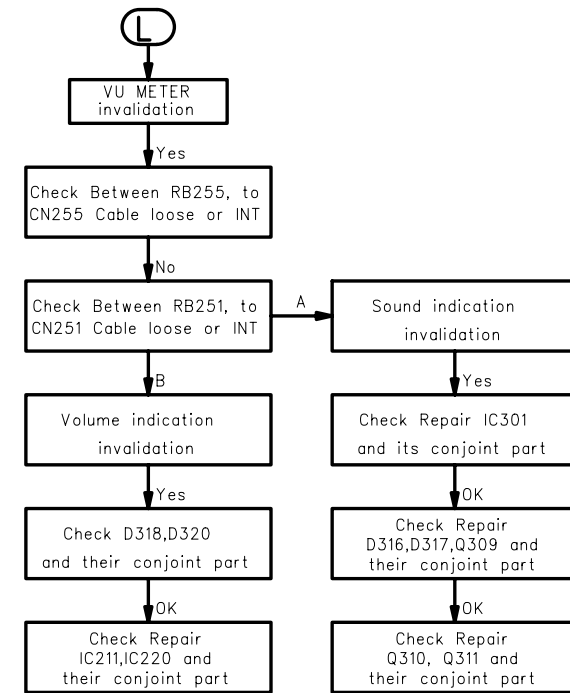 L
VU METER
invalidation
Yes
Check Between RB255, to
CN255 Cable loose or INT
No
Check Between RB251, to
CN251 Cable loose or INT
A
Sound indication
invalidation
B
Yes
Volume indication
invalidation
Check Repair IC301
and its conjoint part
Yes
OK
Check D318,D320
and their conjoint part
Check Repair
D316,D317,Q309 and
their conjoint part
OK
OK
Check Repair
IC211,IC220 and
their conjoint part
Check Repair
Q310, Q311 and
their conjoint part